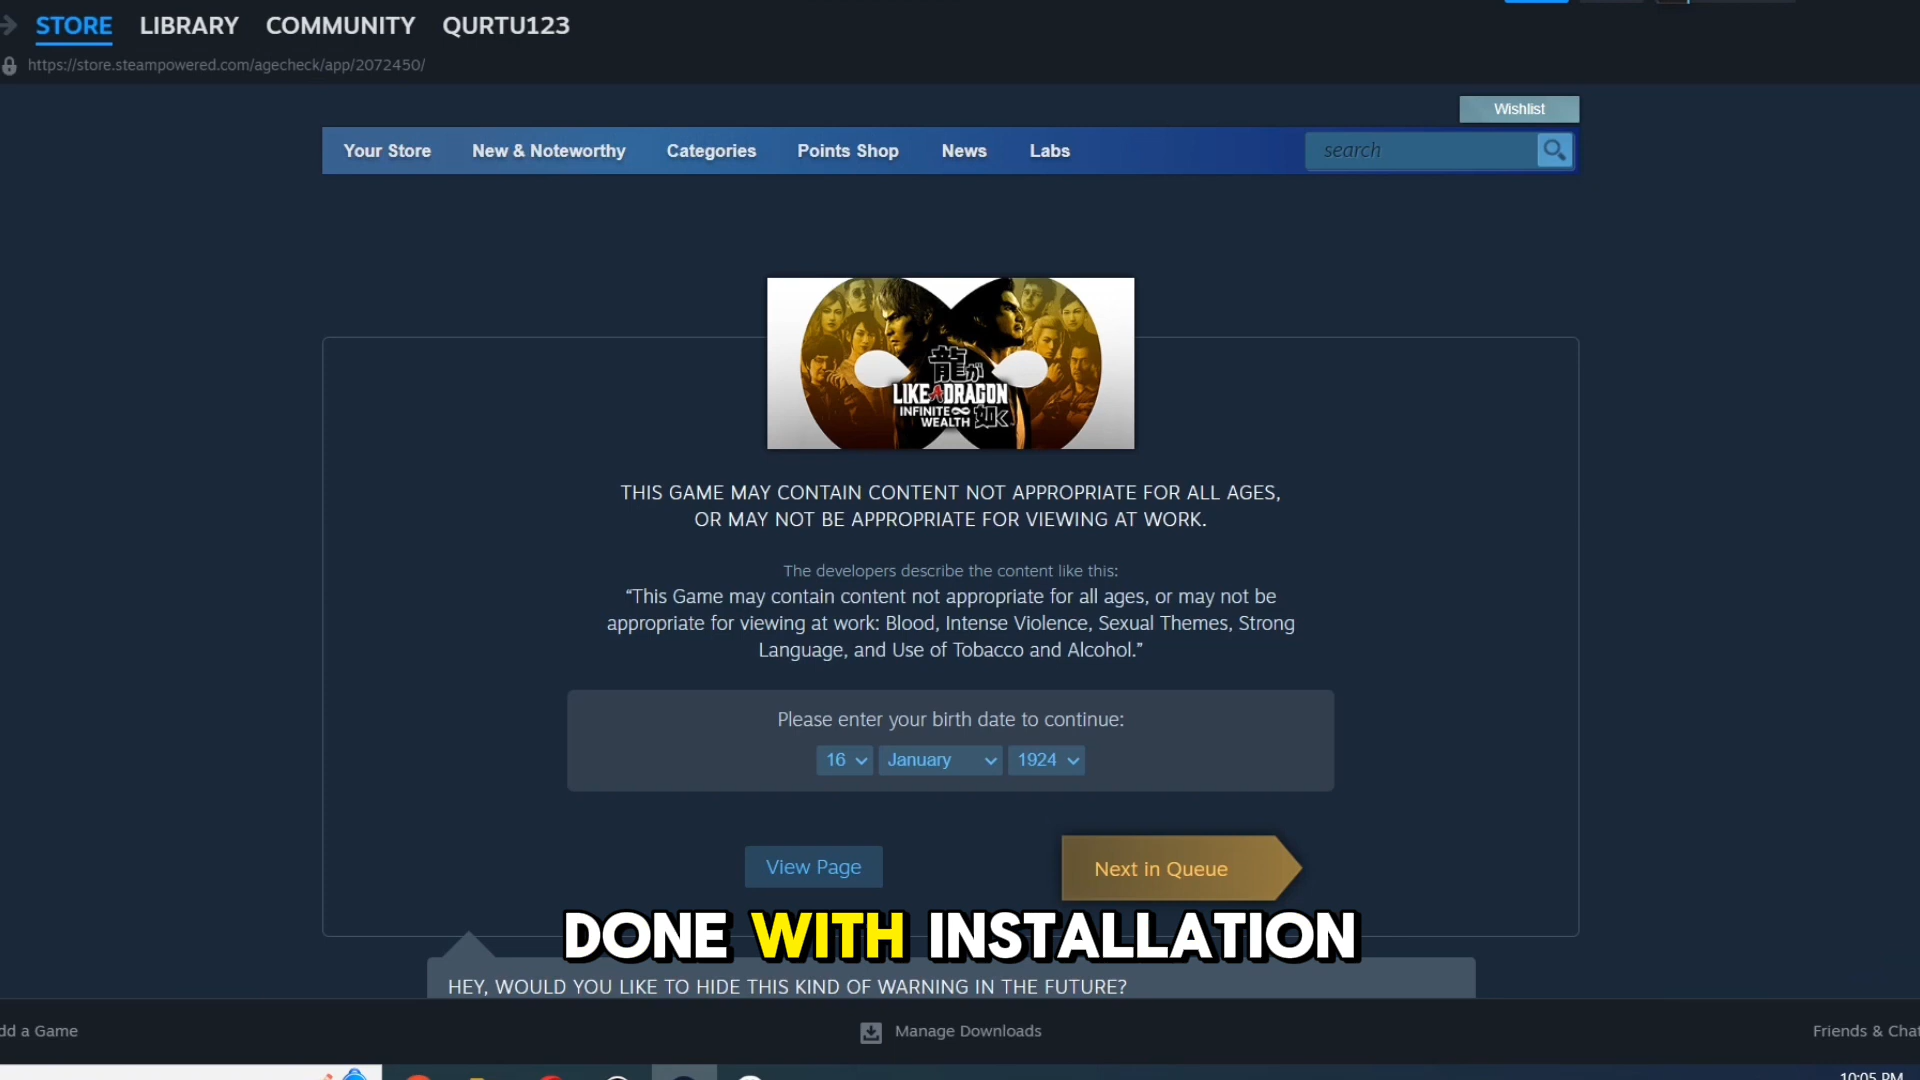 STORE LIBRARY COMMUNITY QURTU123
https://store.steampowered.com/agecheck/app/2072450/
Wishlist
Your Store New & Noteworthy Categories Points Shop News Labs search
龍が
LIKE A DRAGON
INFINITE
WEALTH 如く
THIS GAME MAY CONTAIN CONTENT NOT APPROPRIATE FOR ALL AGES,
OR MAY NOT BE APPROPRIATE FOR VIEWING AT WORK.
The developers describe the content like this:
“This Game may contain content not appropriate for all ages, or may not be
appropriate for viewing at work: Blood, Intense Violence, Sexual Themes, Strong
Language, and Use of Tobacco and Alcohol.”
Please enter your birth date to continue:
16 January 1924
View Page Next in Queue
DONE WITH INSTALLATION
HEY, WOULD YOU LIKE TO HIDE THIS KIND OF WARNING IN THE FUTURE?
dd a Game Manage Downloads Friends & Chat
10:05 PM